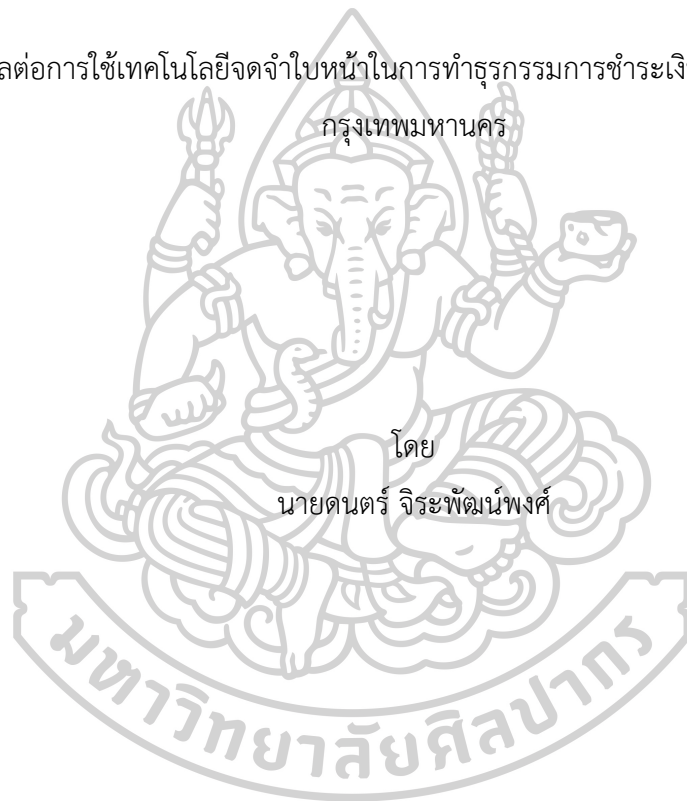 ลต่อการใช้เทคโนโลยีจดจำใบหน้าในการทำธุรกรรมการชำระเงิ
กรุงเทพมหานคร
โดย
นายดนตร์ จิระพัฒน์พงศ์
มหาวิทยาลัยศิลปากร